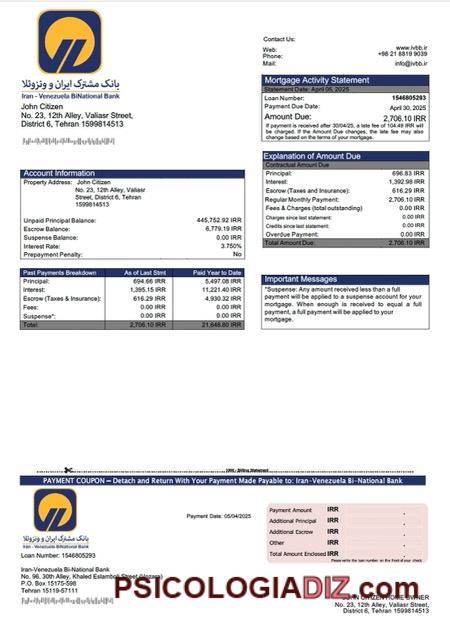 بانک مشترک ایران و ونزوئلا
Iran - Venezuela BiNational Bank
John Citizen
No. 23, 12th Alley, Valiasr Street,
District 6, Tehran 1599814513
Contact Us:
Web: www.ivbb.ir
Phone: +98 21 8819 9039
Mail: info@ivbb.ir
Mortgage Activity Statement
Statement Date: April 05, 2025
Loan Number: 1546805293
Payment Due Date: April 30, 2025
Amount Due: 2,706.10 IRR
If payment is received after 30/04/25, a late fee of 104.49 IRR will
be charged. If the Amount Due changes, the late fee may also
change based on the terms of your mortgage.
Explanation of Amount Due
Contractual Amount Due
Principal: 696.83 IRR
Interest: 1,392.98 IRR
Escrow (Taxes and Insurance): 616.29 IRR
Regular Monthly Payment: 2,706.10 IRR
Fees & Charges (total outstanding) 0.00 IRR
Charges since last statement: 0.00 IRR
Credits since last statement: 0.00 IRR
Overdue Payment: 0.00 IRR
Total Amount Due: 2,706.10 IRR
Account Information
Property Address: John Citizen
No. 23, 12th Alley, Valiasr
Street, District 6, Tehran
1599814513
Unpaid Principal Balance: 445,752.92 IRR
Escrow Balance: 6,779.19 IRR
Suspense Balance: 0.00 IRR
Interest Rate: 3.750%
Prepayment Penalty: No
Past Payments Breakdown As of Last Stmt Paid Year to Date
Principal: 694.66 IRR 5,497.08 IRR
Interest: 1,395.15 IRR 11,221.40 IRR
Escrow (Taxes & Insurance): 616.29 IRR 4,930.32 IRR
Fees: 0.00 IRR 0.00 IRR
Suspense*: 0.00 IRR 0.00 IRR
Total: 2,706.10 IRR 21,648.80 IRR
Important Messages
*Suspense: Any amount received less than a full
payment will be applied to a suspense account for your
mortgage. When enough is received to equal a full
payment, a full payment will be applied to your
mortgage.
PAYMENT COUPON – Detach and Return With Your Payment Made Payable to: Iran-Venezuela Bi-National Bank
بانک مشترک ایران و ونزوئلا
Iran - Venezuela BiNational Bank
Loan Number: 1546805293
Payment Date: 05/04/2025
Payment Amount IRR
Additional Principal IRR
Additional Escrow IRR
Other IRR
Total Amount Enclosed IRR
Please write the loan number on the front of your check
Iran-Venezuela Bi-National Bank
No. 96, 30th Alley, Khaled Eslamboli Street (Vozara)
P.O. Box 15175-598
Tehran 15119-57111
PSICOLOGIADIZ.com
JOHN CITIZEN HOME OWNER
No. 23, 12th Alley, Valiasr Street,
District 6, Tehran 1599814513